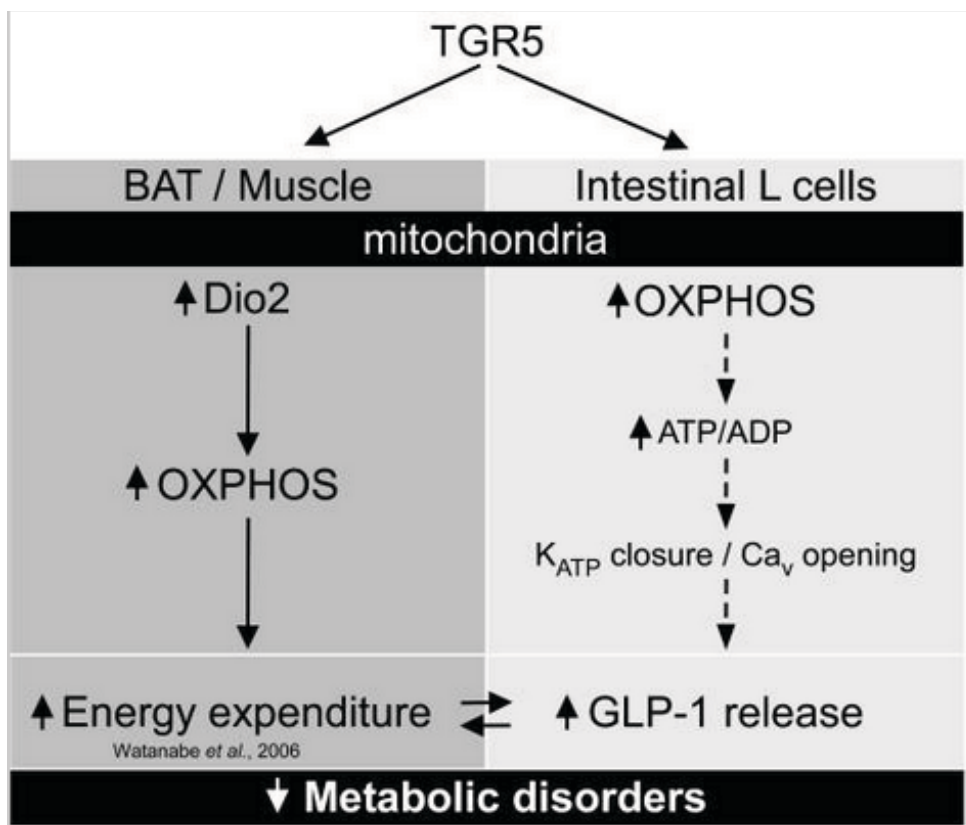 TGR5
BAT / Muscle
Intestinal L cells
mitochondria
Dio2
OXPHOS
OXPHOS
ATP/ADP
KATP closure / Cav opening
Energy expenditure
Watanabe et al., 2006
GLP-1 release
Metabolic disorders